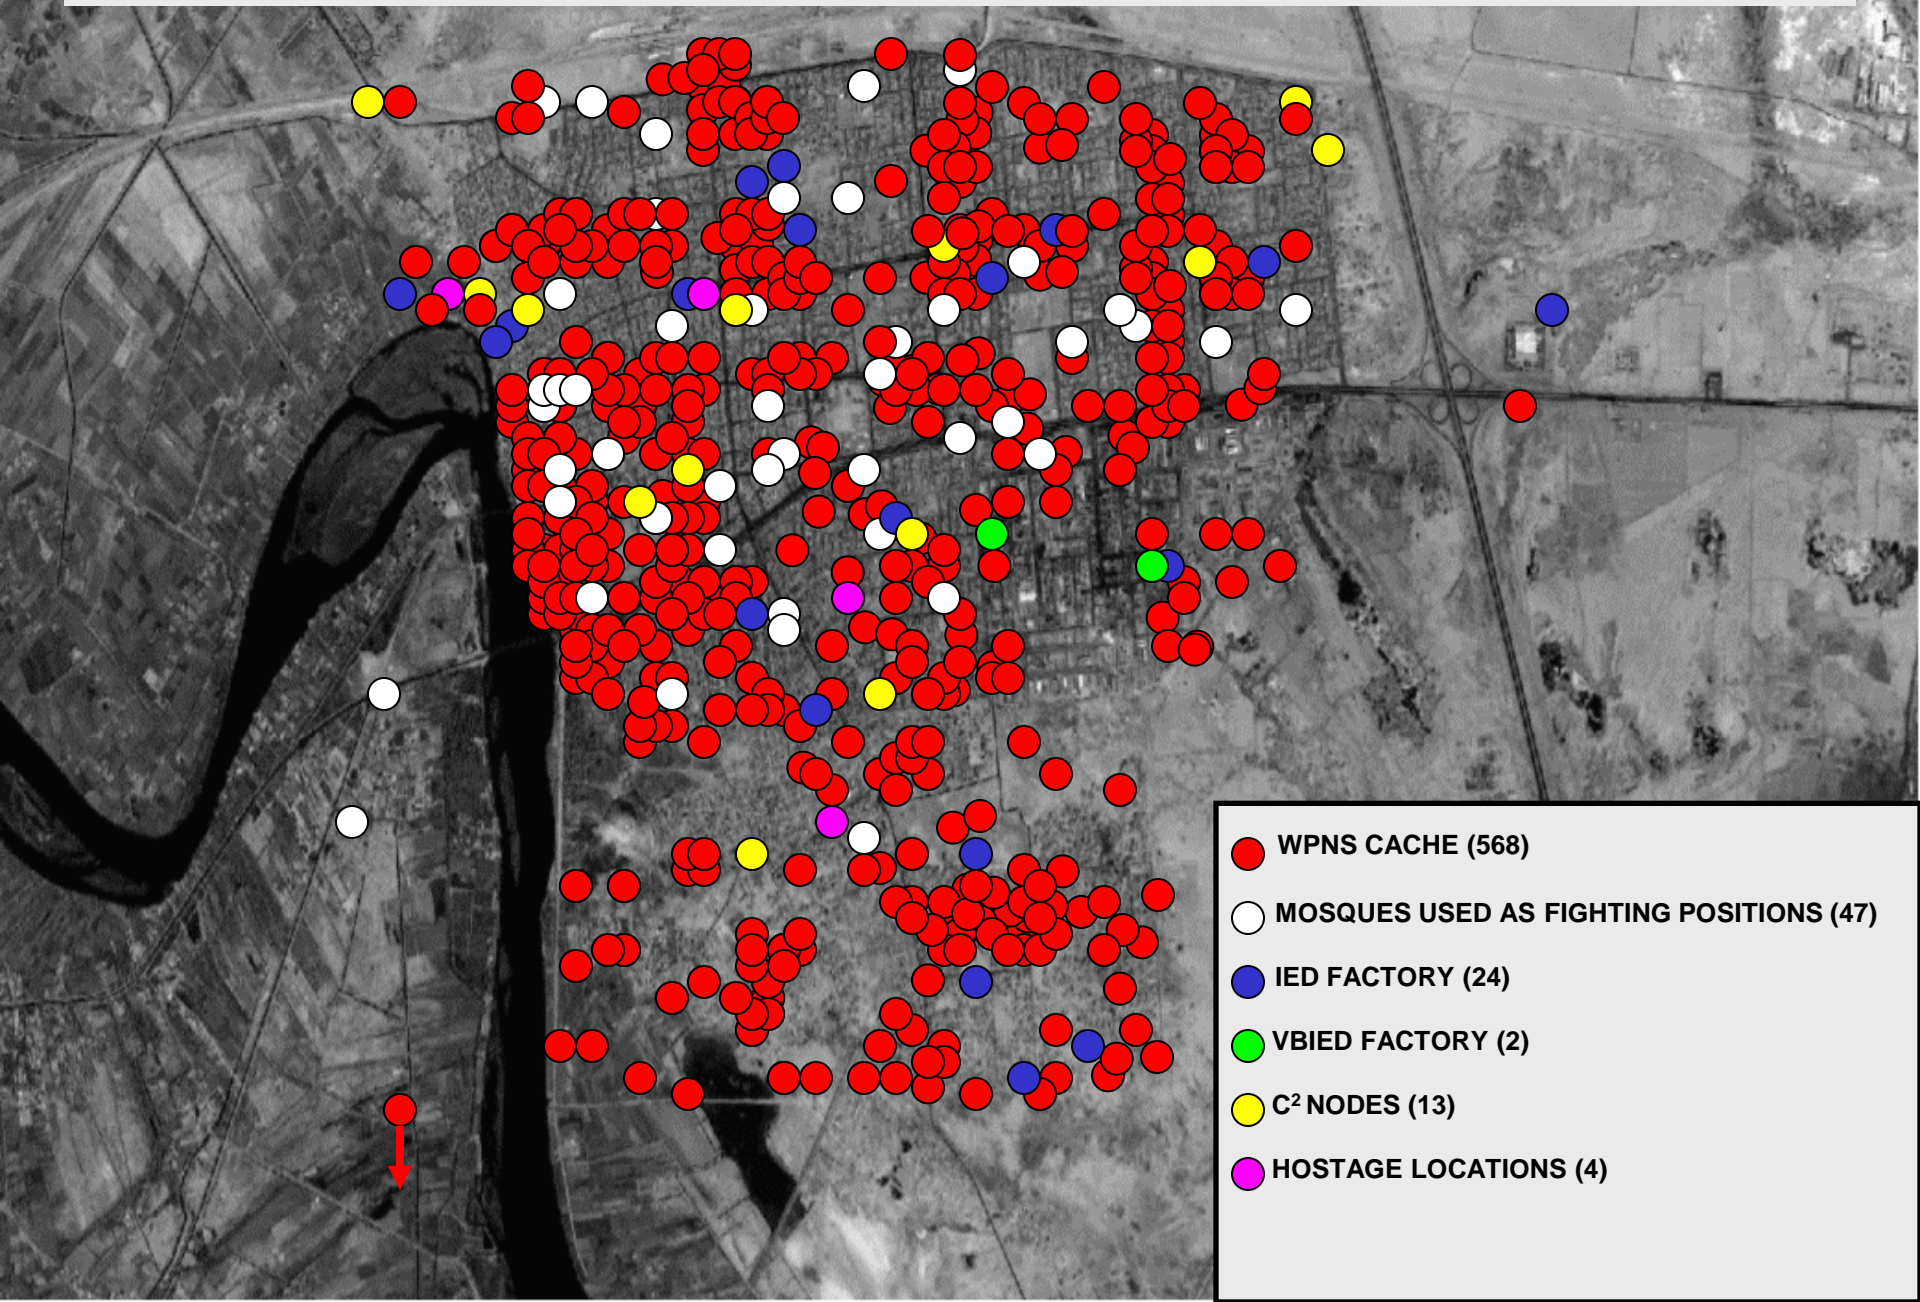 WPNS CACHE (568)
MOSQUES USED AS FIGHTING POSITIONS (47)
IED FACTORY (24)
VBIED FACTORY (2)
C² NODES (13)
HOSTAGE LOCATIONS (4)